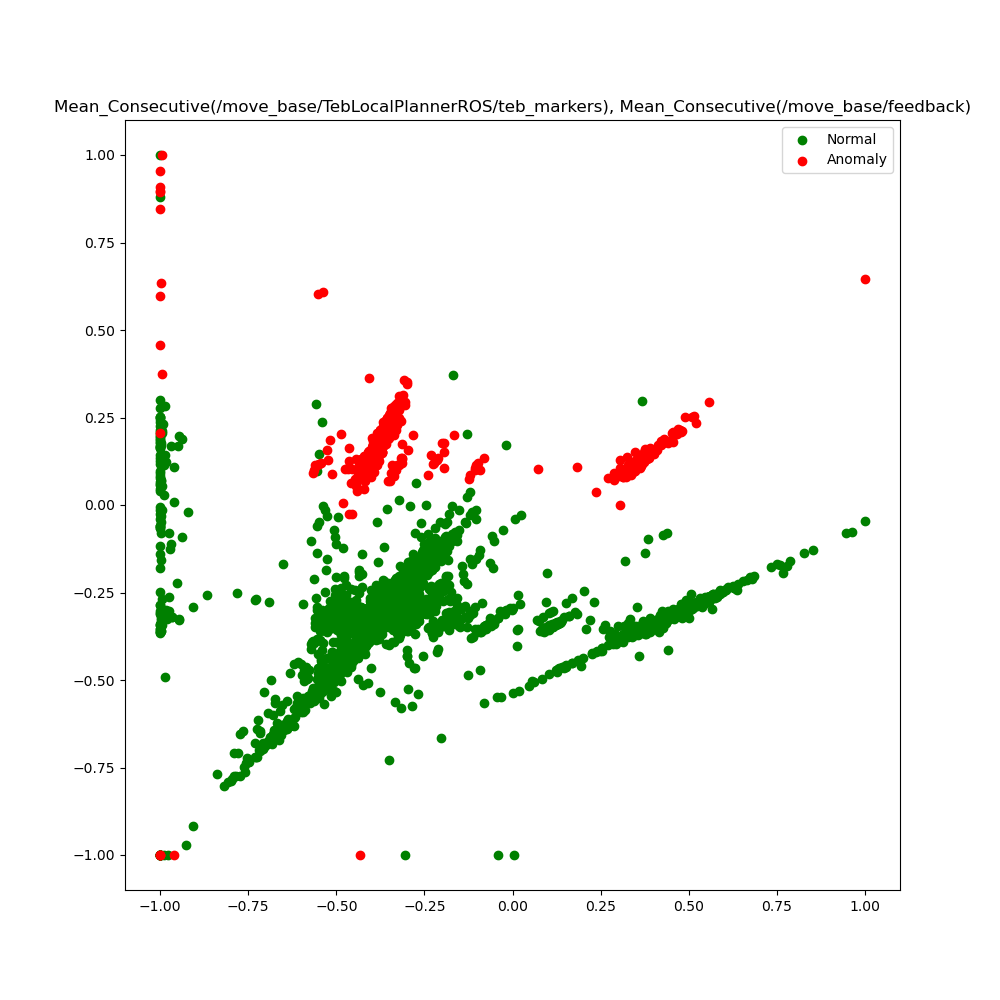 Mean_Consecutive(/move_base/TebLocalPlannerROS/teb_markers), Mean_Consecutive(/move_base/feedback)
Normal
Anomaly
1.00
0.75
0.50
0.25
0.00
−0.25
−0.50
−0.75
−1.00
−1.00 −0.75 −0.50 −0.25 0.00 0.25 0.50 0.75 1.00